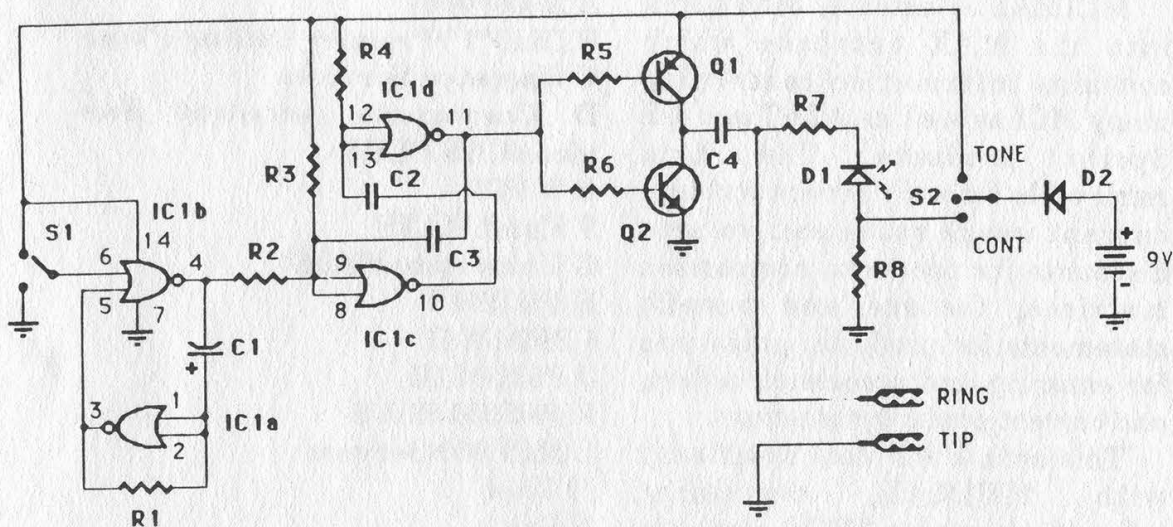 R4
R5
Q1
IC1d
12
11
13
R7
R3
C2
R6
C4
D1
TONE
D2
S2
IC1b
Q2
S1
14
6
4
R2
C3
CONT
9V
+
-
5
7
9
8
10
R8
C1
+
IC1c
3
1
2
IC1a
RING
TIP
R1